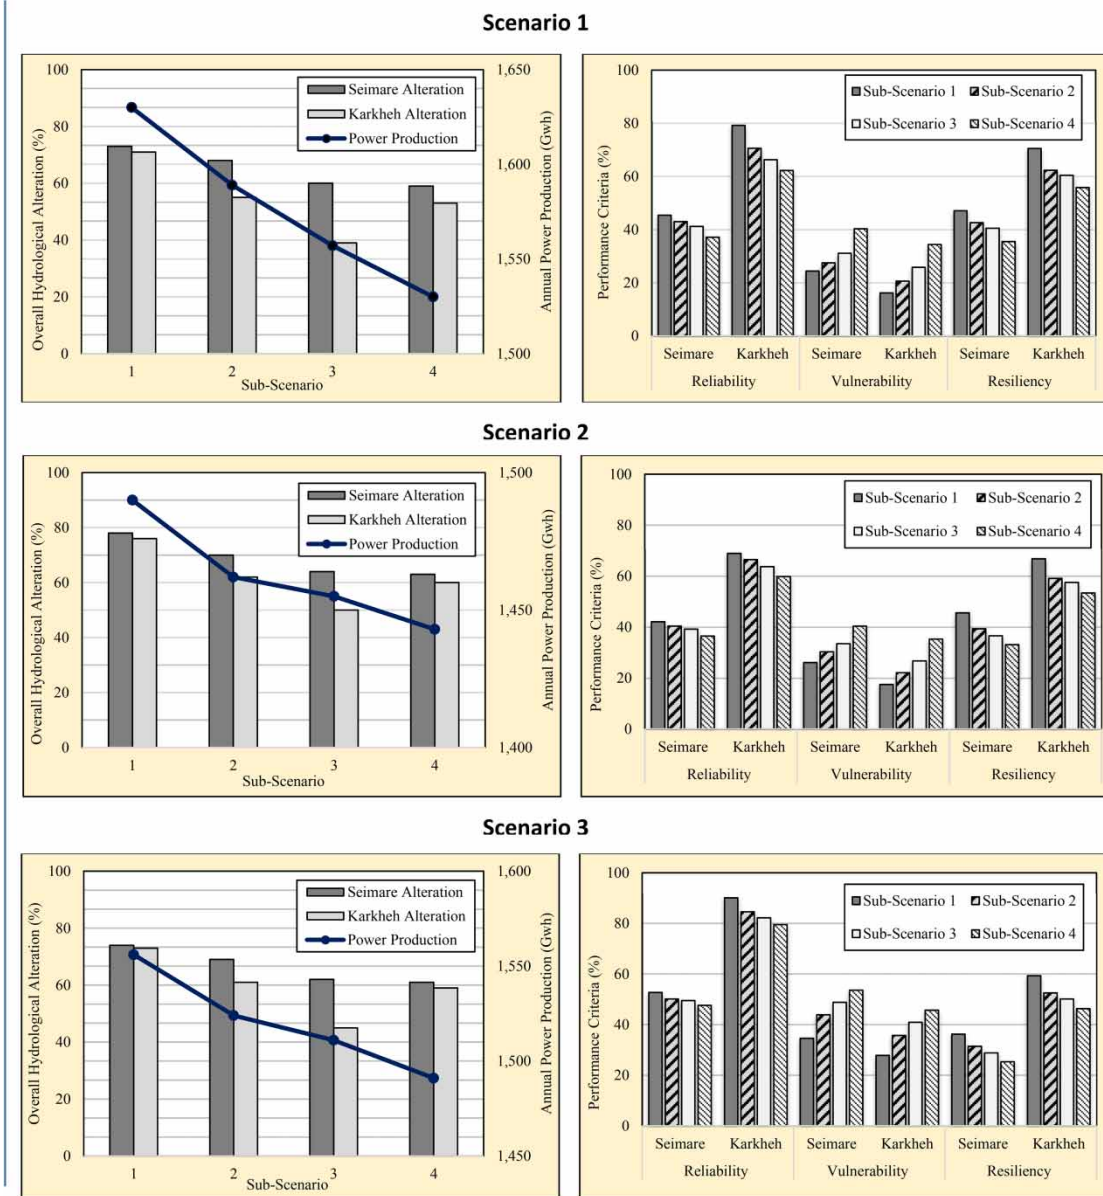 Scenario 1
100
80
60
40
20
0
Overall Hydrological Alteration (%)
Seimare Alteration
Karkheh Alteration
Power Production
1,650
1,600
1,550
1,500
Annual Power Production (Gwh)
1 2 3 4
Sub-Scenario
100
80
60
40
20
0
Performance Criteria (%)
Sub-Scenario 1 Sub-Scenario 2
Sub-Scenario 3 Sub-Scenario 4
Seimare Karkheh Seimare Karkheh Seimare Karkheh
Reliability Vulnerability Resiliency
Scenario 2
100
80
60
40
20
0
Overall Hydrological Alteration (%)
Seimare Alteration
Karkheh Alteration
Power Production
1,500
1,450
1,400
Annual Power Production (Gwh)
1 2 3 4
Sub-Scenario
100
80
60
40
20
0
Performance Criteria (%)
Sub-Scenario 1 Sub-Scenario 2
Sub-Scenario 3 Sub-Scenario 4
Seimare Karkheh Seimare Karkheh Seimare Karkheh
Reliability Vulnerability Resiliency
Scenario 3
100
80
60
40
20
0
Overall Hydrological Alteration (%)
Seimare Alteration
Karkheh Alteration
Power Production
1,600
1,550
1,500
1,450
Annual Power Production (Gwh)
1 2 3 4
Sub-Scenario
100
80
60
40
20
0
Performance Criteria (%)
Sub-Scenario 1 Sub-Scenario 2
Sub-Scenario 3 Sub-Scenario 4
Seimare Karkheh Seimare Karkheh Seimare Karkheh
Reliability Vulnerability Resiliency